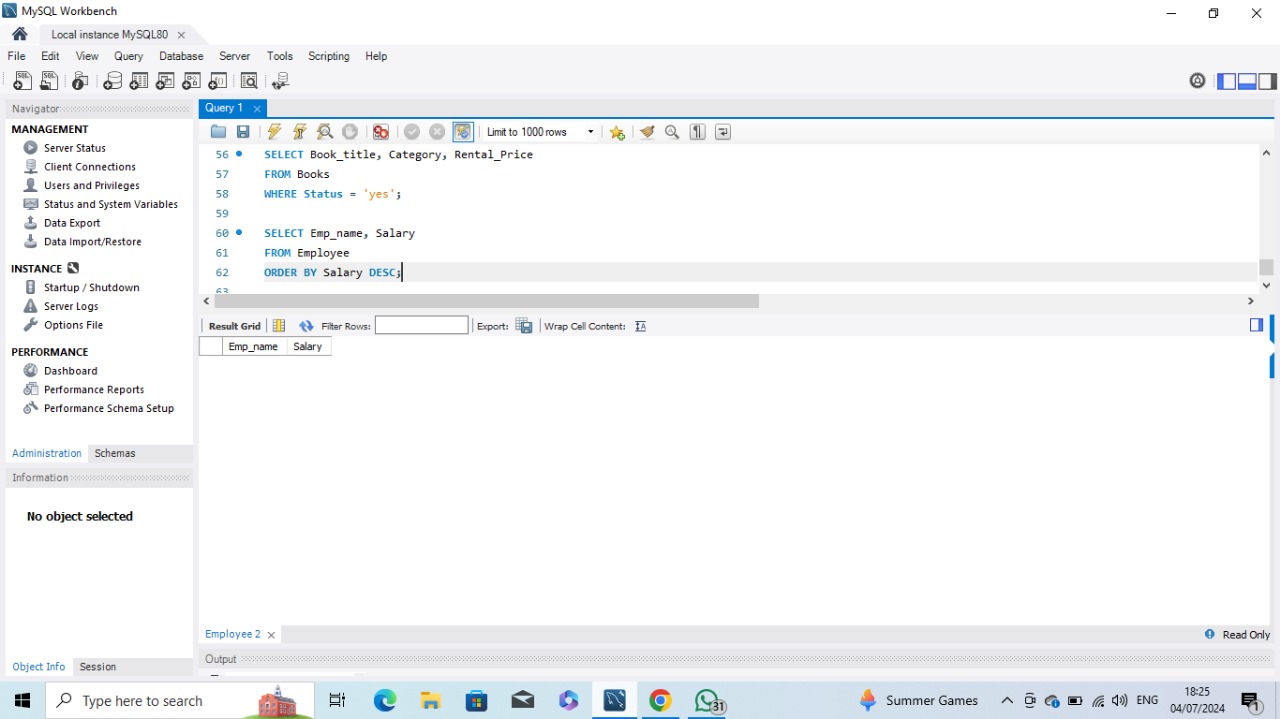 MySQL Workbench
Local instance MySQL80
File Edit View Query Database Server Tools Scripting Help
Navigator
MANAGEMENT
Server Status
Client Connections
Users and Privileges
Status and System Variables
Data Export
Data Import/Restore
INSTANCE
Startup / Shutdown
Server Logs
Options File
PERFORMANCE
Dashboard
Performance Reports
Performance Schema Setup
Administration Schemas
Information
No object selected
Object Info Session
Query 1
Limit to 1000 rows
56 SELECT Book_title, Category, Rental_Price
57 FROM Books
58 WHERE Status = 'yes';
59
60 SELECT Emp_name, Salary
61 FROM Employee
62 ORDER BY Salary DESC;
63
Result Grid Filter Rows: Export: Wrap Cell Content:
Emp_name Salary
Employee 2 Read Only
Output
Type here to search
31
Summer Games
ENG
8:25
04/07/2024
1